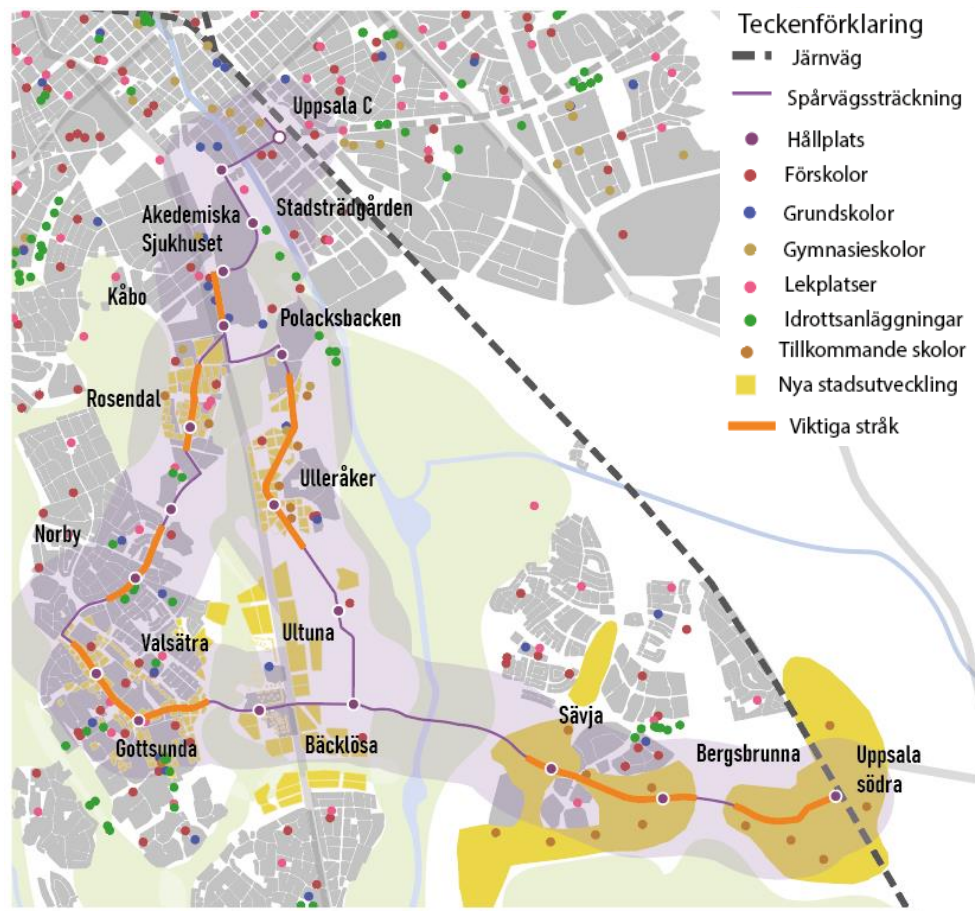 Teckenförklaring
Järnväg
Spårvägssträckning
Hållplats
Förskolor
Grundskolor
Gymnasieskolor
Lekplatser
Idrottsanläggningar
Tillkommande skolor
Nya stadsutveckling
Viktiga stråk
Uppsala C
Stadsträdgården
Akedemiska
Sjukhuset
Kåbo
Polacksbacken
Rosendal
Ulleråker
Norby
Valsätra
Ultuna
Gottsunda
Bäcklösa
Sävja
Bergsbrunna
Uppsala
södra